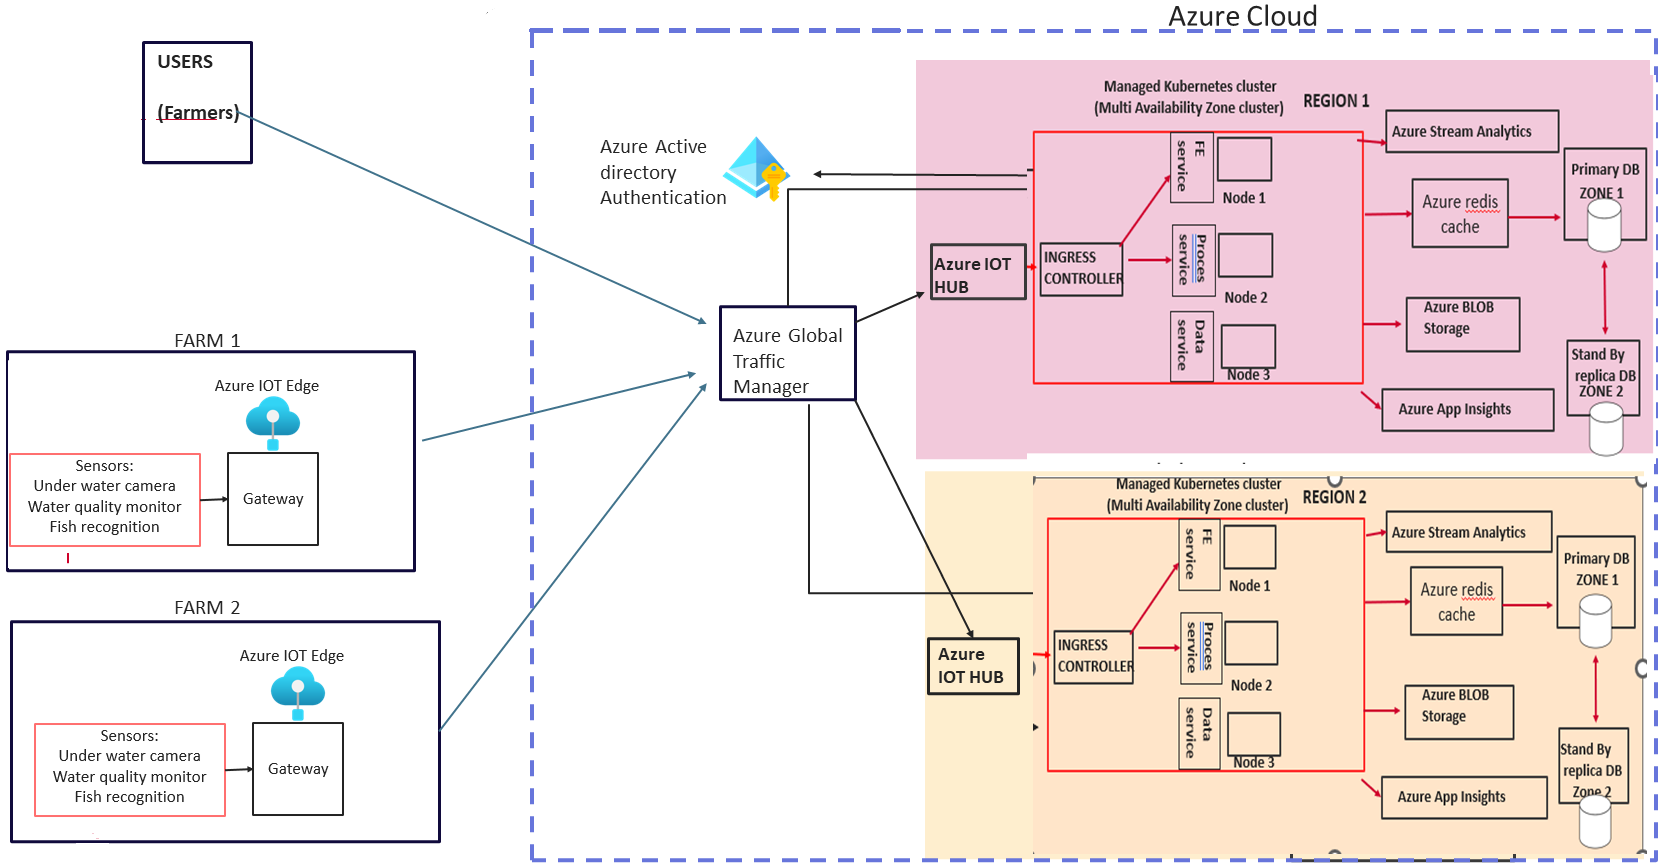 Azure Cloud
USERS
(Farmers)
FARM 1
Azure IOT Edge
Sensors:
Under water camera
Water quality monitor
Fish recognition
Gateway
FARM 2
Azure IOT Edge
Sensors:
Under water camera
Water quality monitor
Fish recognition
Gateway
Azure Active
directory
Authentication
Azure Global
Traffic
Manager
Managed Kubernetes cluster
(Multi Availability Zone cluster)
REGION 1
Azure IOT
HUB
INGRESS
CONTROLLER
FE
service
Node 1
Proces
service
Node 2
Data
service
Node 3
Azure Stream Analytics
Azure redis
cache
Azure BLOB
Storage
Azure App Insights
Primary DB
ZONE 1
Stand By
replica DB
ZONE 2
Managed Kubernetes cluster
(Multi Availability Zone cluster)
REGION 2
Azure
IOT HUB
INGRESS
CONTROLLER
FE
service
Node 1
Proces
service
Node 2
Data
service
Node 3
Azure Stream Analytics
Azure redis
cache
Azure BLOB
Storage
Azure App Insights
Primary DB
ZONE 1
Stand By
replica DB
Zone 2